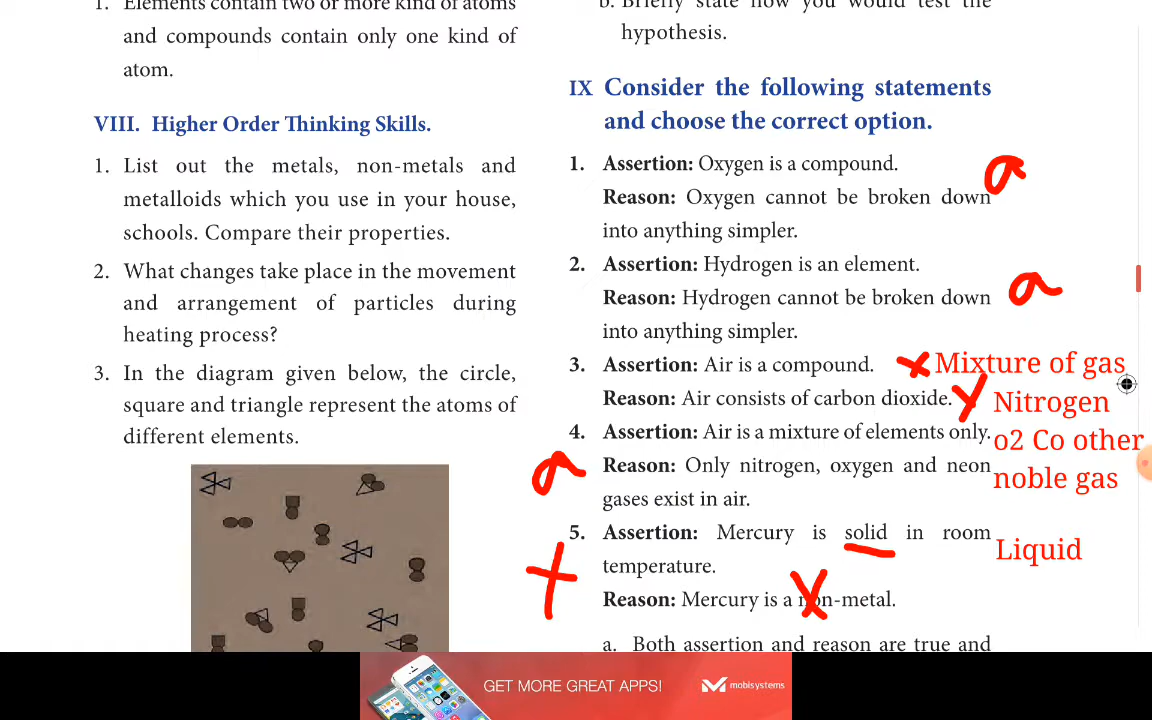 1. Elements contain two or more kind of atoms
and compounds contain only one kind of
atom.
VIII. Higher Order Thinking Skills.
1. List out the metals, non-metals and
metalloids which you use in your house,
schools. Compare their properties.
2. What changes take place in the movement
and arrangement of particles during
heating process?
3. In the diagram given below, the circle,
square and triangle represent the atoms of
different elements.
b. Briefly state how you would test the
hypothesis.
IX Consider the following statements
and choose the correct option.
1. Assertion: Oxygen is a compound.
Reason: Oxygen cannot be broken down
into anything simpler.
a
2. Assertion: Hydrogen is an element.
Reason: Hydrogen cannot be broken down
into anything simpler.
a
3. Assertion: Air is a compound. x Mixture of gas
Reason: Air consists of carbon dioxide. Nitrogen
4. Assertion: Air is a mixture of elements only. o2 Co other
a Reason: Only nitrogen, oxygen and neon noble gas
gases exist in air.
5. Assertion: Mercury is solid in room Liquid
temperature.
Reason: Mercury is a non-metal.
a. Both assertion and reason are true and
GET MORE GREAT APPS! mobisystems